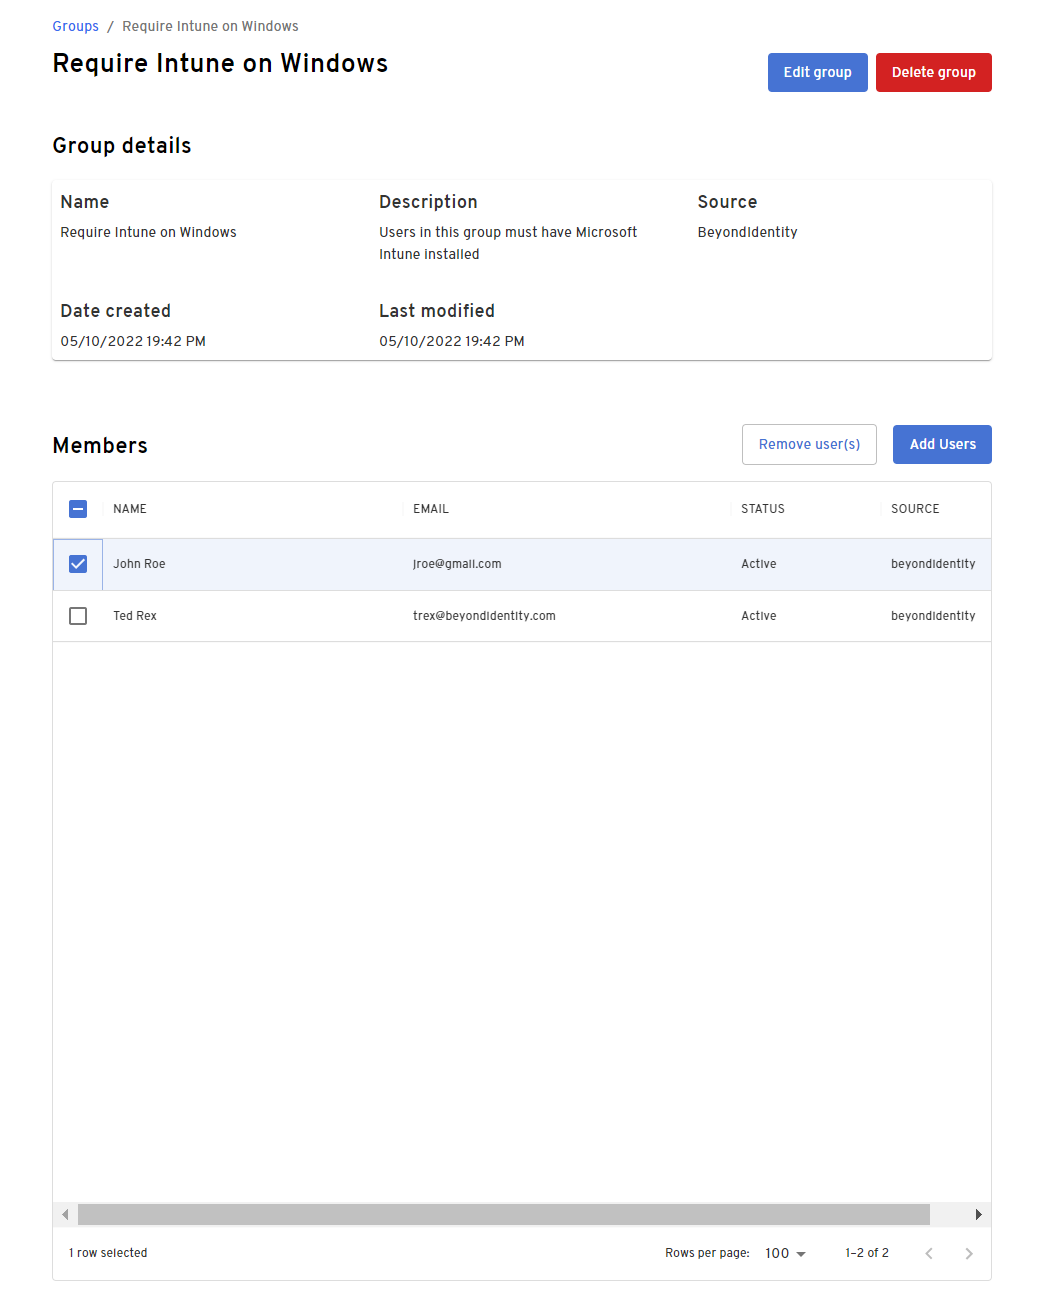 Groups / Require Intune on Windows
Require Intune on Windows
Edit group
Delete group
Group details
Name
Description
Source
Require Intune on Windows
Users in this group must have Microsoft
Intune installed
BeyondIdentity
Date created
Last modified
05/10/2022 19:42 PM
05/10/2022 19:42 PM
Members
Remove user(s)
Add Users
NAME EMAIL STATUS SOURCE
John Roe jroe@gmail.com Active beyondidentity
Ted Rex trex@beyondidentity.com Active beyondidentity
1 row selected
Rows per page: 100
1–2 of 2